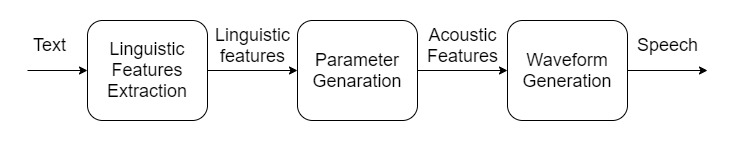 Text
Linguistic
Features
Extraction
Linguistic
features
Parameter
Genaration
Acoustic
Features
Waveform
Generation
Speech